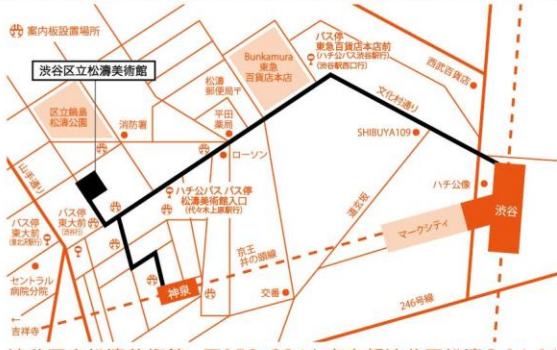 案内板設置場所
渋谷区立松濤美術館
区立鍋島
松濤公園
消防署
松濤
郵便局〒
平田
薬局
ローソン
Bunkamura
東急
百貨店本店
バス停
東急百貨店本店前
(ハチ公バス渋谷駅行)
(渋谷駅西口行)
西武百貨店
文化村通り
SHIBUYA109
ハチ公像
渋谷
マークシティ
道玄坂
山手通り
バス停
東大前
バス停
東大前
(渋谷行)
ハチ公バス バス停
松濤美術館入口
(代々木上原駅行)
京王
井の頭線
セントラル
病院分院
神泉
交番
246号線
←
吉祥寺